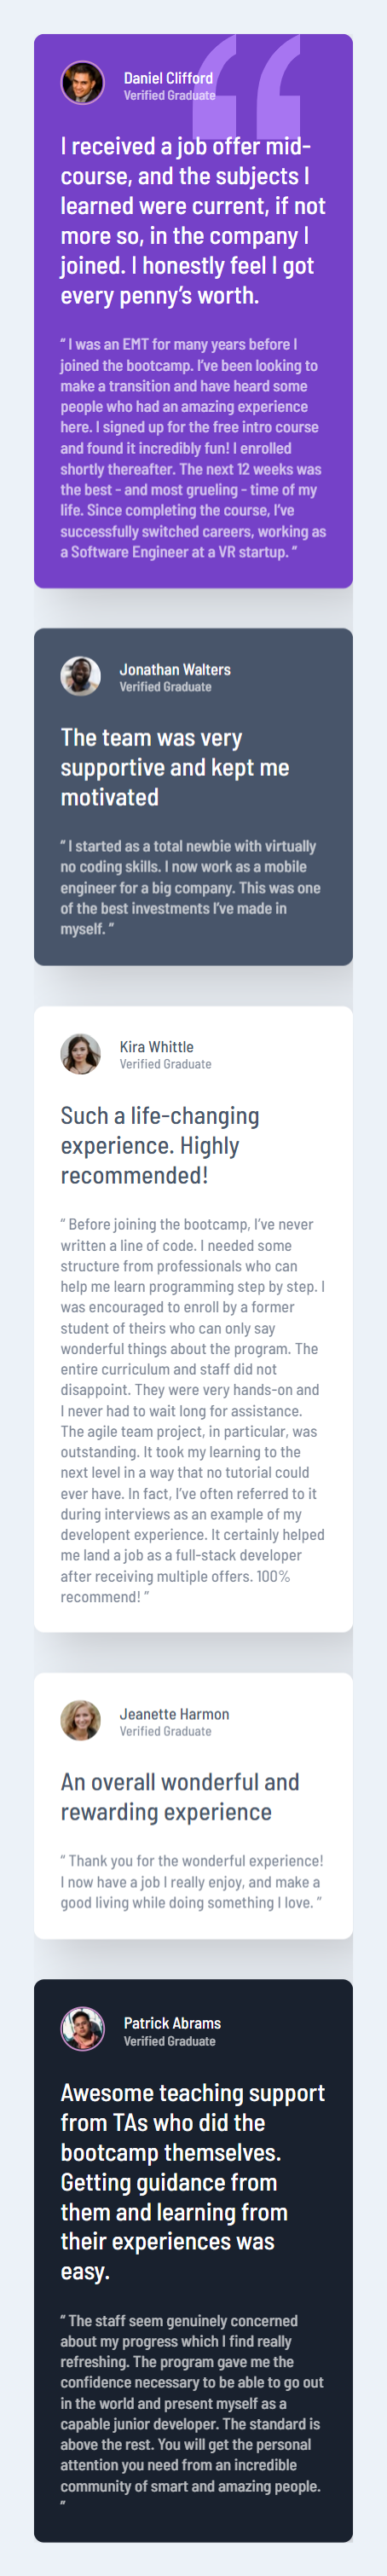 Daniel Clifford
Verified Graduate
I received a job offer mid-
course, and the subjects I
learned were current, if not
more so, in the company I
joined. I honestly feel I got
every penny’s worth.
“ I was an EMT for many years before I
joined the bootcamp. I’ve been looking to
make a transition and have heard some
people who had an amazing experience
here. I signed up for the free intro course
and found it incredibly fun! I enrolled
shortly thereafter. The next 12 weeks was
the best - and most grueling - time of my
life. Since completing the course, I’ve
successfully switched careers, working as
a Software Engineer at a VR startup. ”
Jonathan Walters
Verified Graduate
The team was very
supportive and kept me
motivated
“ I started as a total newbie with virtually
no coding skills. I now work as a mobile
engineer for a big company. This was one
of the best investments I’ve made in
myself. ”
Kira Whittle
Verified Graduate
Such a life-changing
experience. Highly
recommended!
“ Before joining the bootcamp, I’ve never
written a line of code. I needed some
structure from professionals who can
help me learn programming step by step. I
was encouraged to enroll by a former
student of theirs who can only say
wonderful things about the program. The
entire curriculum and staff did not
disappoint. They were very hands-on and
I never had to wait long for assistance.
The agile team project, in particular, was
outstanding. It took my learning to the
next level in a way that no tutorial could
ever have. In fact, I’ve often referred to it
during interviews as an example of my
developent experience. It certainly helped
me land a job as a full-stack developer
after receiving multiple offers. 100%
recommend! ”
Jeanette Harmon
Verified Graduate
An overall wonderful and
rewarding experience
“ Thank you for the wonderful experience!
I now have a job I really enjoy, and make a
good living while doing something I love. ”
Patrick Abrams
Verified Graduate
Awesome teaching support
from TAs who did the
bootcamp themselves.
Getting guidance from
them and learning from
their experiences was
easy.
“ The staff seem genuinely concerned
about my progress which I find really
refreshing. The program gave me the
confidence necessary to be able to go out
in the world and present myself as a
capable junior developer. The standard is
above the rest. You will get the personal
attention you need from an incredible
community of smart and amazing people.
”